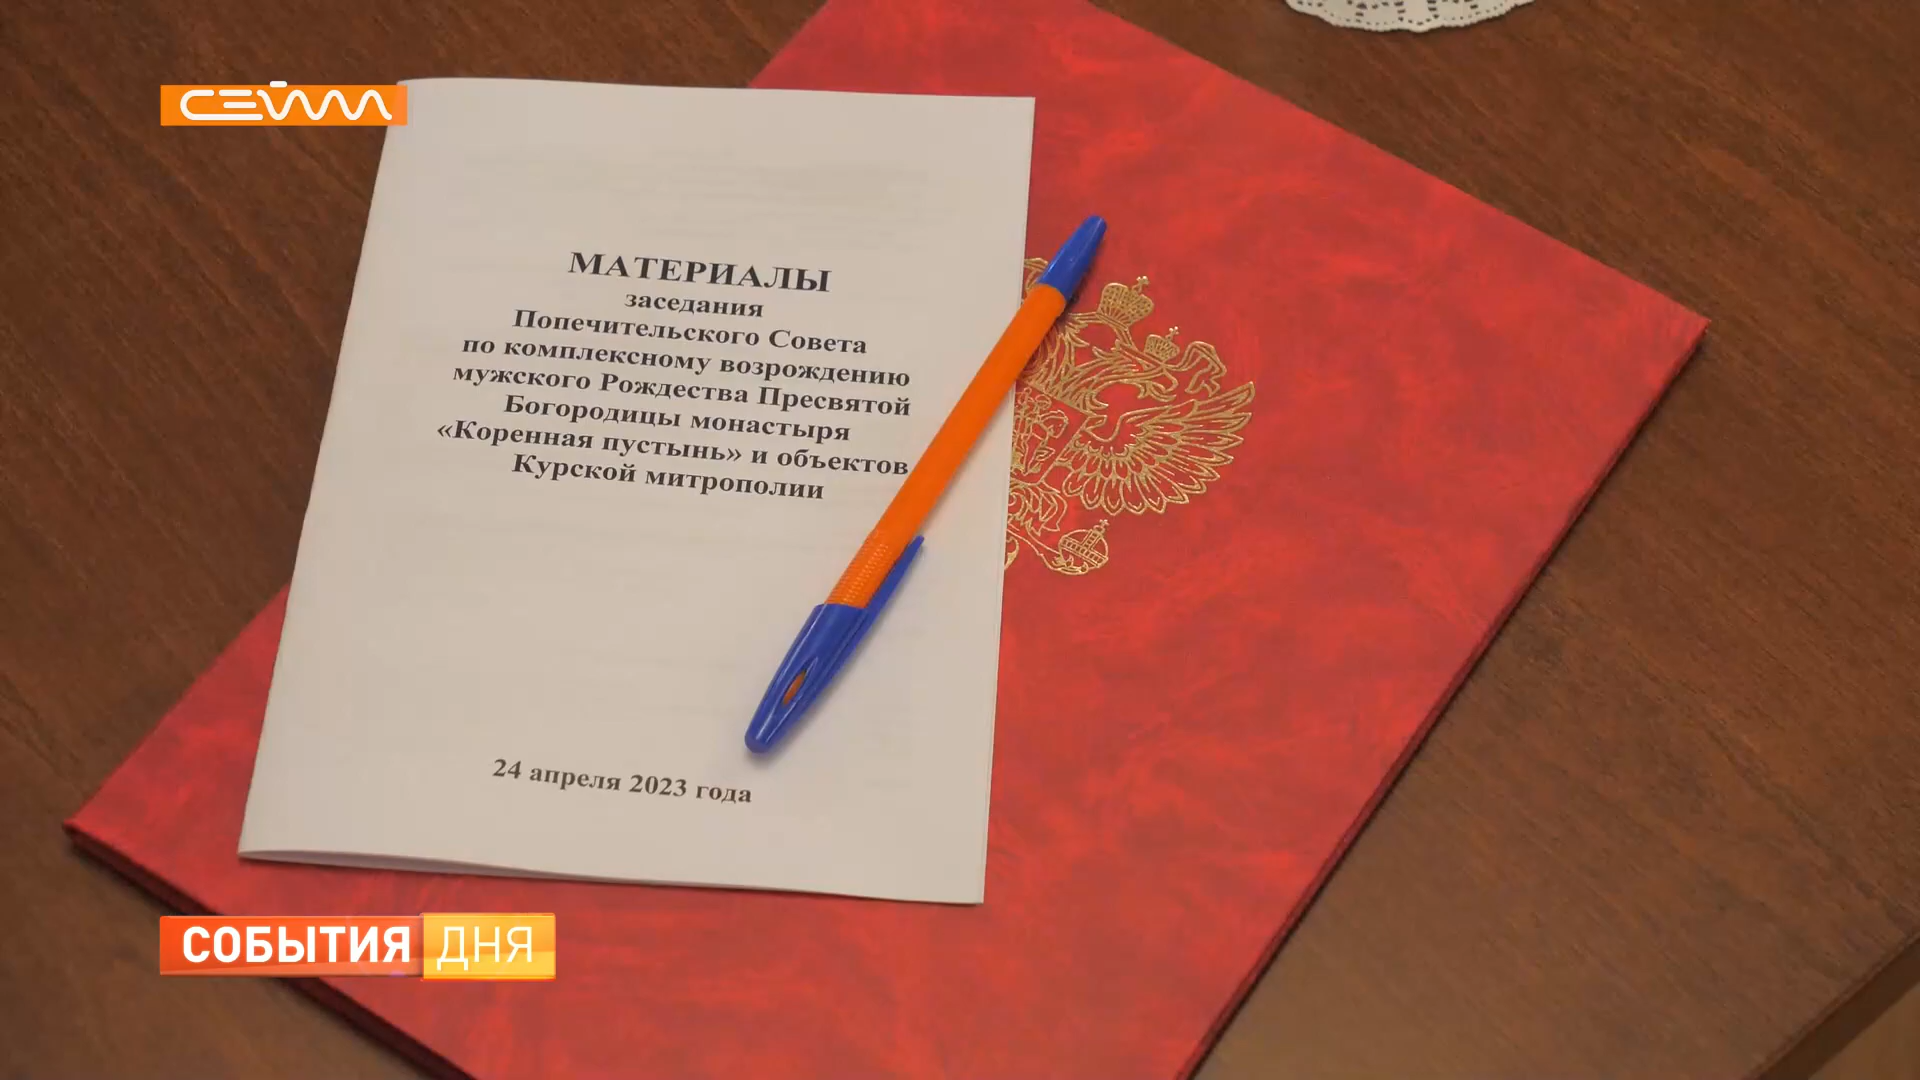 СЕЙМ
МАТЕРИАЛЫ
заседания
Попечительского Совета
по комплексному возрождению
мужского Рождества Пресвятой
Богородицы монастыря
«Коренная пустынь» и объектов
Курской митрополии
24 апреля 2023 года
СОБЫТИЯ ДНЯ